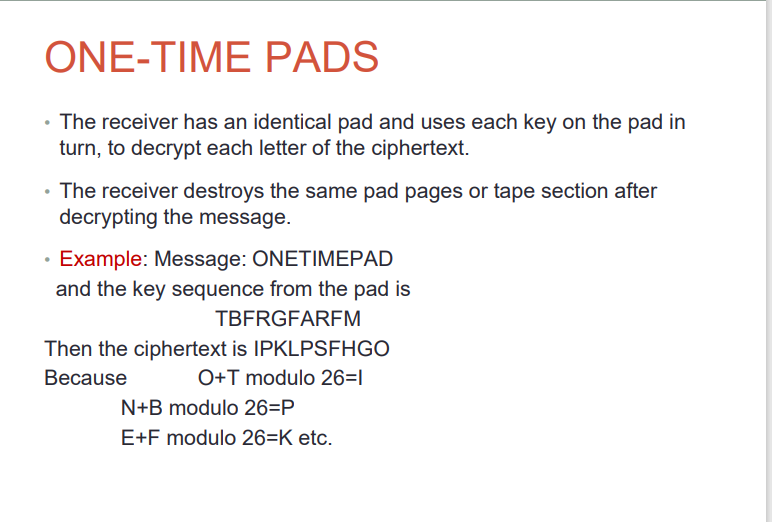 ONE-TIME PADS
• The receiver has an identical pad and uses each key on the pad in
turn, to decrypt each letter of the ciphertext.
• The receiver destroys the same pad pages or tape section after
decrypting the message.
• Example: Message: ONETIMEPAD
and the key sequence from the pad is
TBFRGFARFM
Then the ciphertext is IPKLPSFHGO
Because O+T modulo 26=I
N+B modulo 26=P
E+F modulo 26=K etc.